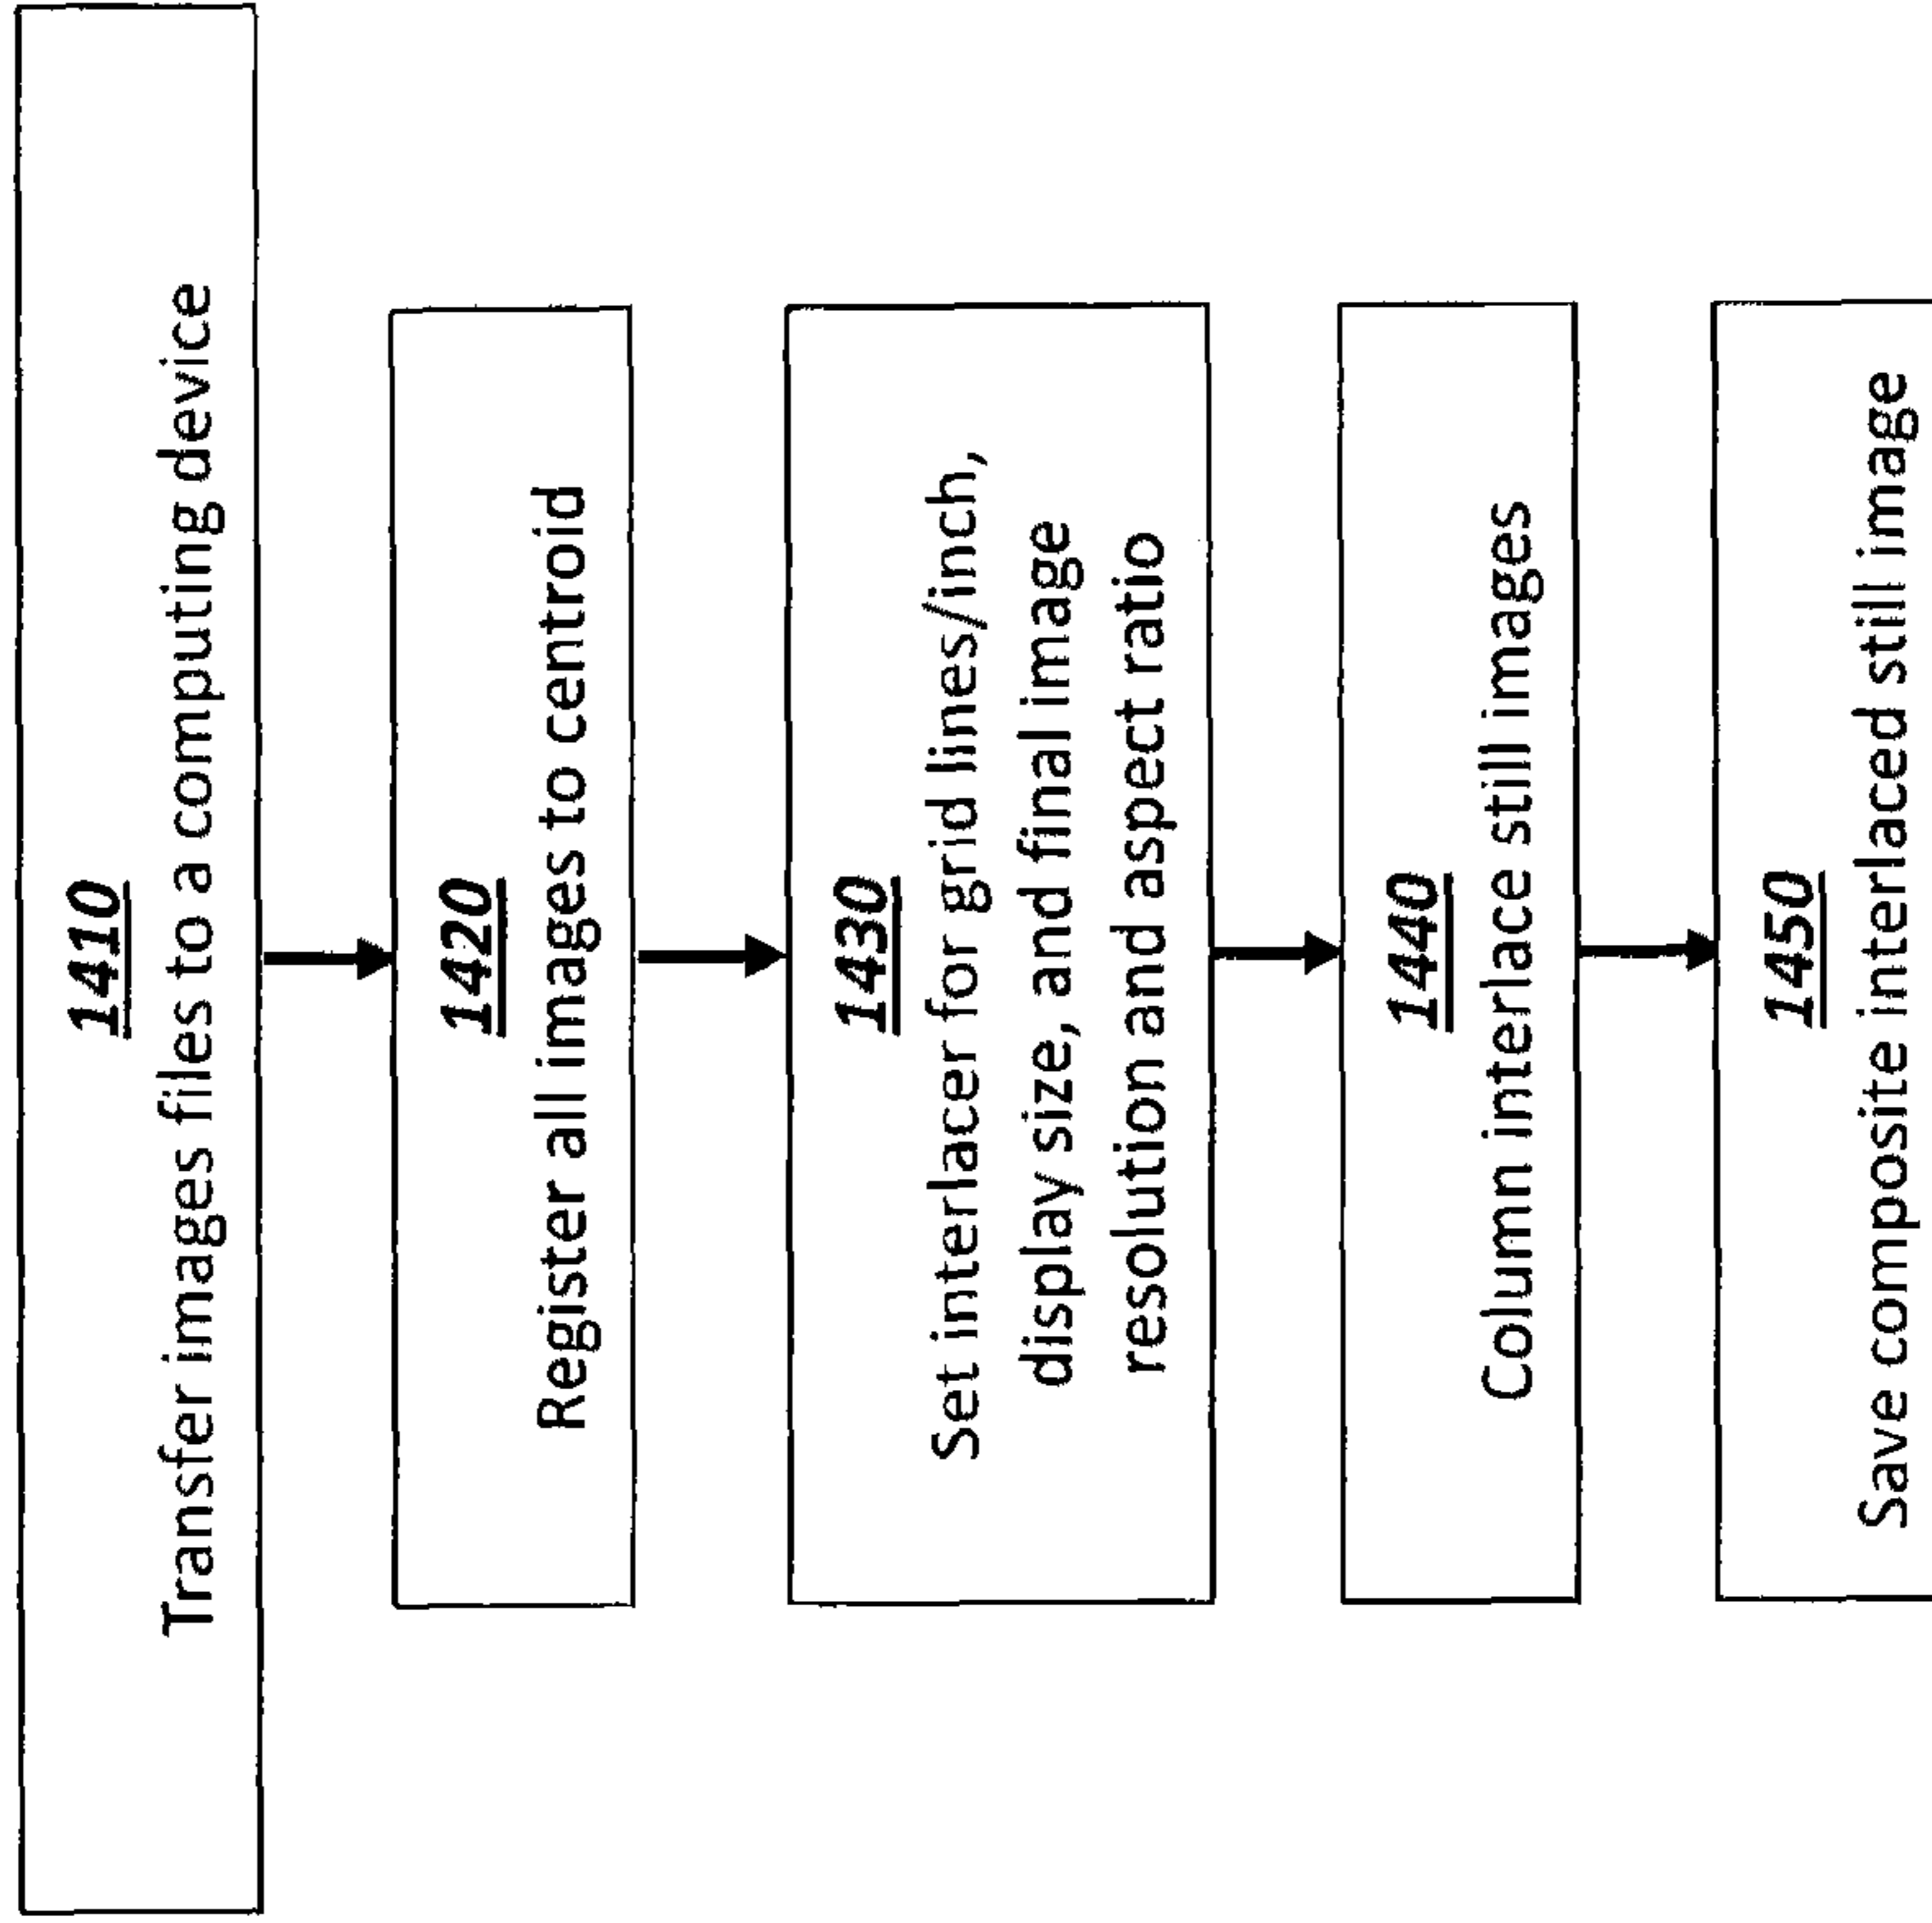 1410
Transfer images files to a computing device
1420
Register all images to centroid
1430
Set interlacer for grid lines/inch,
display size, and final image
resolution and aspect ratio
1440
Column interlace still images
1450
Save composite interlaced still image